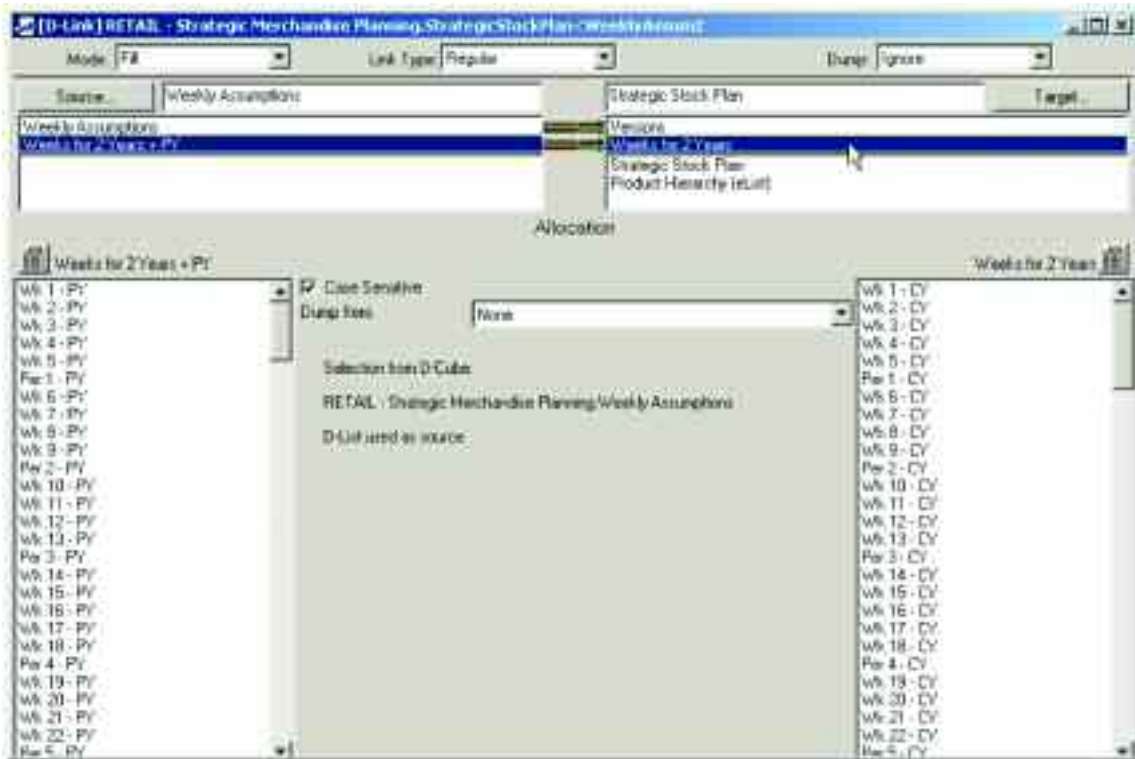 [D-Link] RETAIL - Strategic Merchandise Planning.StrategicStockPlan<WeeklyAssum]
Mode Fill Link Type Regular Dump Ignore
Source... Weekly Assumptions Strategic Stock Plan Target...
Weekly Assumptions Versions
Weeks for 2 Years + PY Weeks for 2 Years
Strategic Stock Plan
Product Hierarchy (eList)
Allocation
Weeks for 2 Years + PY Weeks for 2 Years
Wk 1 - PY Case Sensitive Wk 1 - CY
Wk 2 - PY Dump Item None Wk 2 - CY
Wk 3 - PY Wk 3 - CY
Wk 4 - PY Wk 4 - CY
Wk 5 - PY Selection from D-Cube Wk 5 - CY
Per 1 - PY Per 1 - CY
Wk 6 - PY RETAIL - Strategic Merchandise Planning.Weekly Assumptions Wk 6 - CY
Wk 7 - PY Wk 7 - CY
Wk 8 - PY D-List used as source Wk 8 - CY
Wk 9 - PY Wk 9 - CY
Per 2 - PY Per 2 - CY
Wk 10 - PY Wk 10 - CY
Wk 11 - PY Wk 11 - CY
Wk 12 - PY Wk 12 - CY
Wk 13 - PY Wk 13 - CY
Per 3 - PY Per 3 - CY
Wk 14 - PY Wk 14 - CY
Wk 15 - PY Wk 15 - CY
Wk 16 - PY Wk 16 - CY
Wk 17 - PY Wk 17 - CY
Wk 18 - PY Wk 18 - CY
Per 4 - PY Per 4 - CY
Wk 19 - PY Wk 19 - CY
Wk 20 - PY Wk 20 - CY
Wk 21 - PY Wk 21 - CY
Wk 22 - PY Wk 22 - CY
Per 5 - PY Per 5 - CY